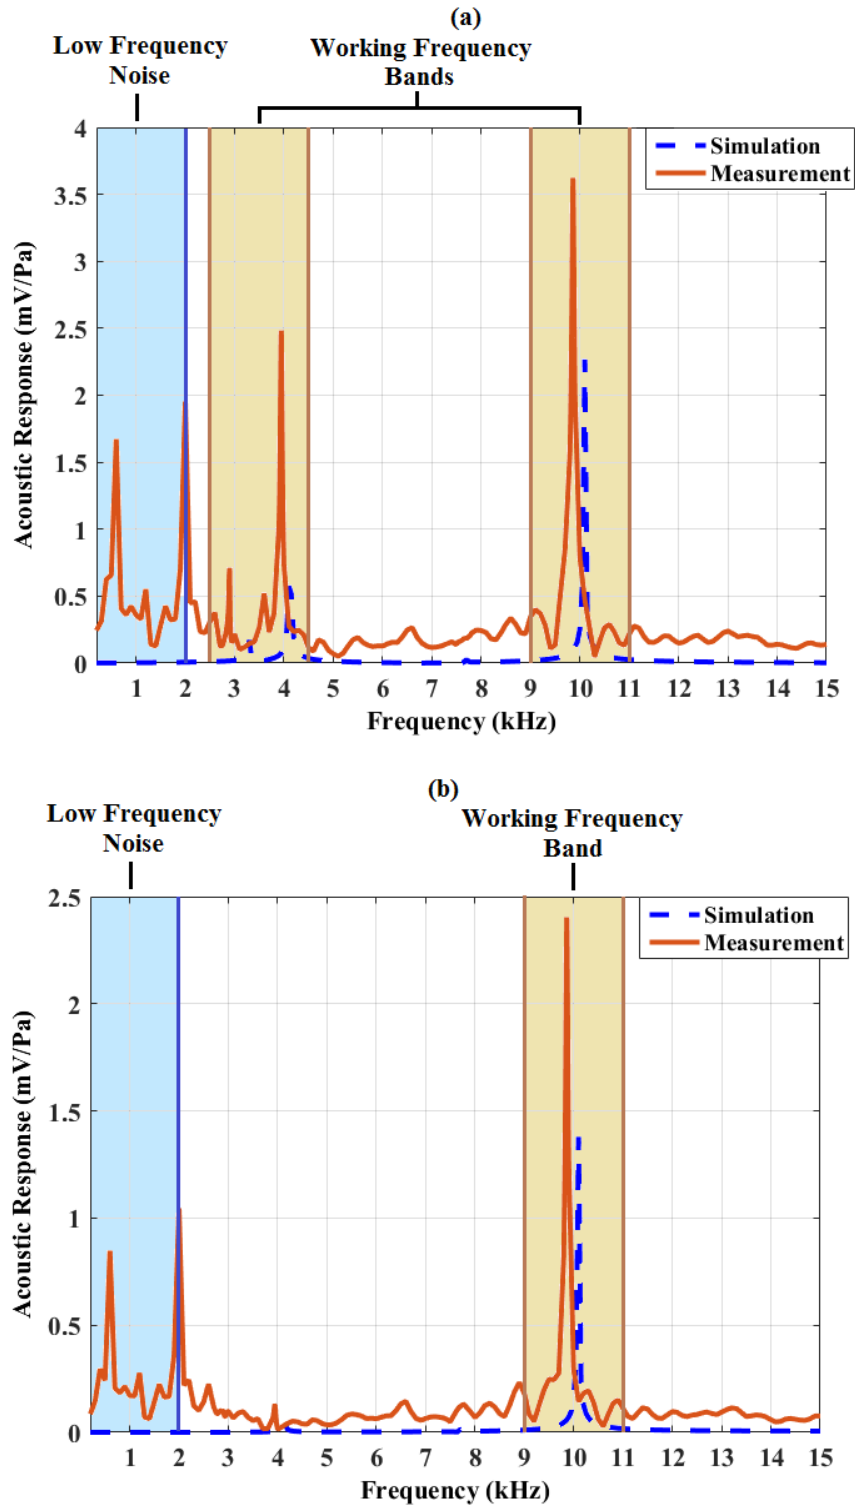 (a)
Low Frequency
Noise
Working Frequency
Bands
4
3.5
3
2.5
2
1.5
1
0.5
0
Acoustic Response (mV/Pa)
Simulation
Measurement
1 2 3 4 5 6 7 8 9 10 11 12 13 14 15
Frequency (kHz)
(b)
Low Frequency
Noise
Working Frequency
Band
2.5
2
1.5
1
0.5
0
Acoustic Response (mV/Pa)
Simulation
Measurement
1 2 3 4 5 6 7 8 9 10 11 12 13 14 15
Frequency (kHz)